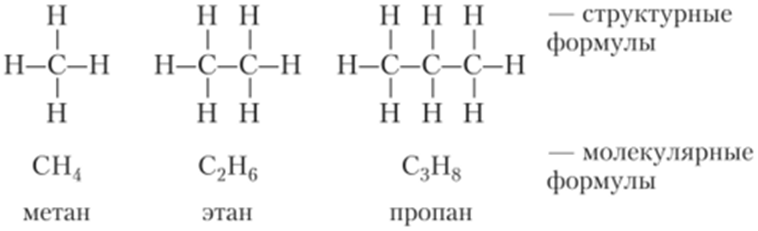 H H H H H H — структурные
формулы
H–C–H H–C–C–H H–C–C–C–H
H H H H H H
CH₄ C₂H₆ C₃H₈ — молекулярные
формулы
метан этан пропан